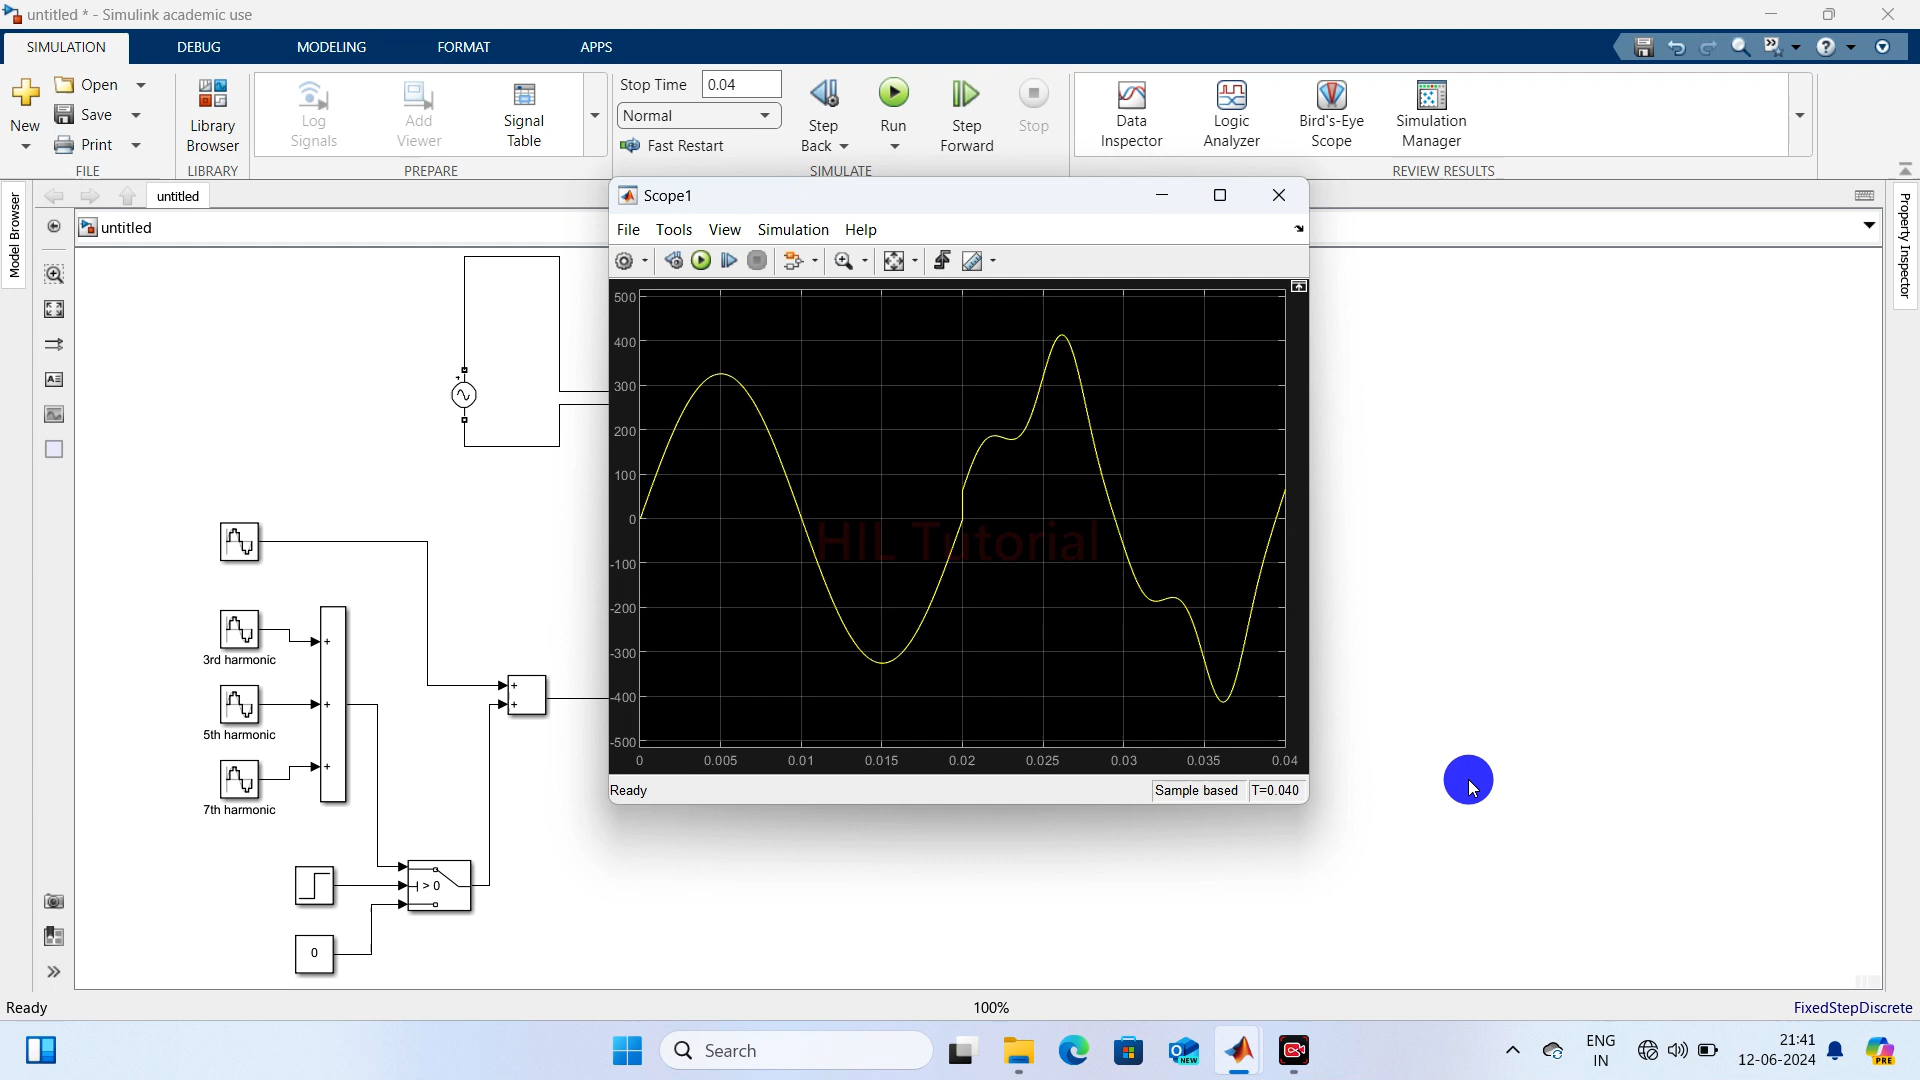 untitled * - Simulink academic use
SIMULATION DEBUG MODELING FORMAT APPS
New
Open
Save
Print
FILE
Library
Browser
LIBRARY
Log
Signals
Add
Viewer
Signal
Table
PREPARE
Stop Time 0.04
Normal
Fast Restart
Step
Back
Run
Step
Forward
Stop
SIMULATE
Data
Inspector
Logic
Analyzer
Bird's-Eye
Scope
Simulation
Manager
REVIEW RESULTS
Model Browser
untitled
untitled
Property Inspector
Scope1
File Tools View Simulation Help
500
400
300
200
100
0
-100
-200
-300
-400
-500
0 0.005 0.01 0.015 0.02 0.025 0.03 0.035 0.04
HIL Tutorial
Ready Sample based T=0.040
3rd harmonic
5th harmonic
7th harmonic
+
+
+
+
+
> 0
0
Ready 100% FixedStepDiscrete
Search
ENG
IN
21:41
12-06-2024
NEW
PRE